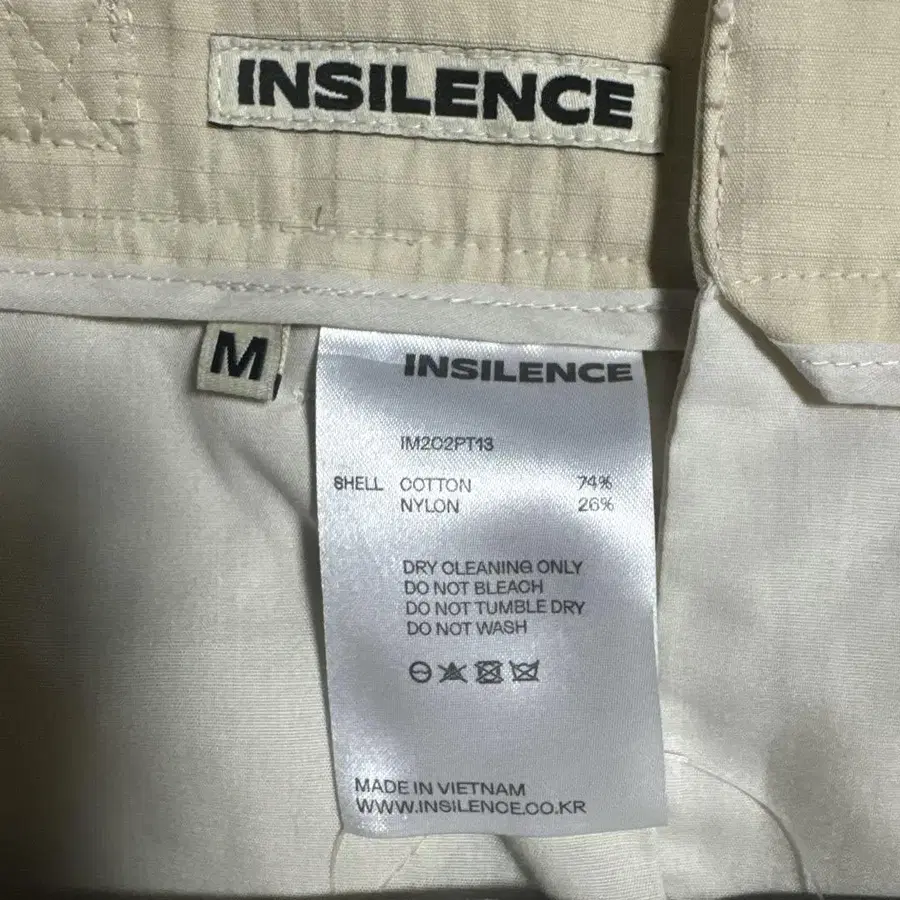 INSILENCE
M
INSILENCE
IM202PT13
SHELL COTTON 74%
NYLON 26%
DRY CLEANING ONLY
DO NOT BLEACH
DO NOT TUMBLE DRY
DO NOT WASH
MADE IN VIETNAM
WWW.INSILENCE.CO.KR